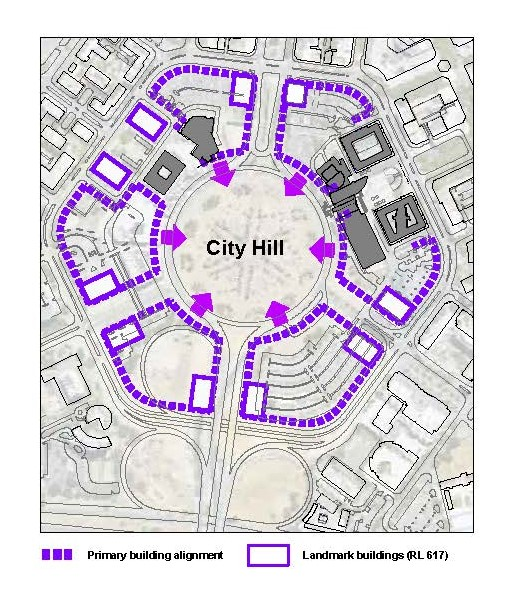 City Hill
Primary building alignment
Landmark buildings (RL 617)